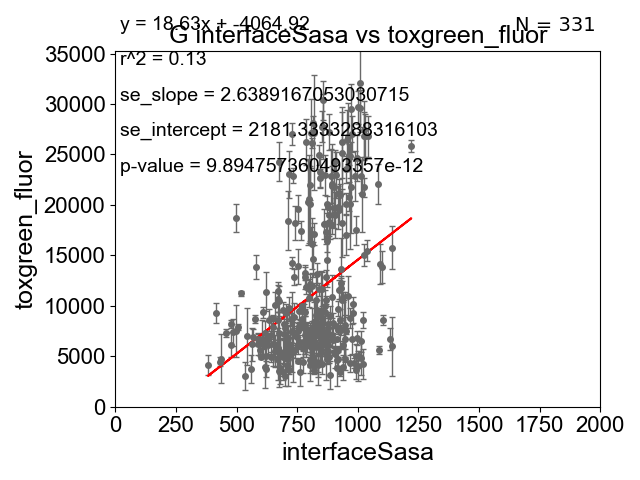 y = 18.63x + -4064.92
N = 331
G interfaceSasa vs toxgreen_fluor
r^2 = 0.13
se_slope = 2.6389167053030715
se_intercept = 2181.3333288316103
p-value = 9.894757360493357e-12
35000
30000
25000
20000
15000
10000
5000
0
toxgreen_fluor
0 250 500 750 1000 1250 1500 1750 2000
interfaceSasa